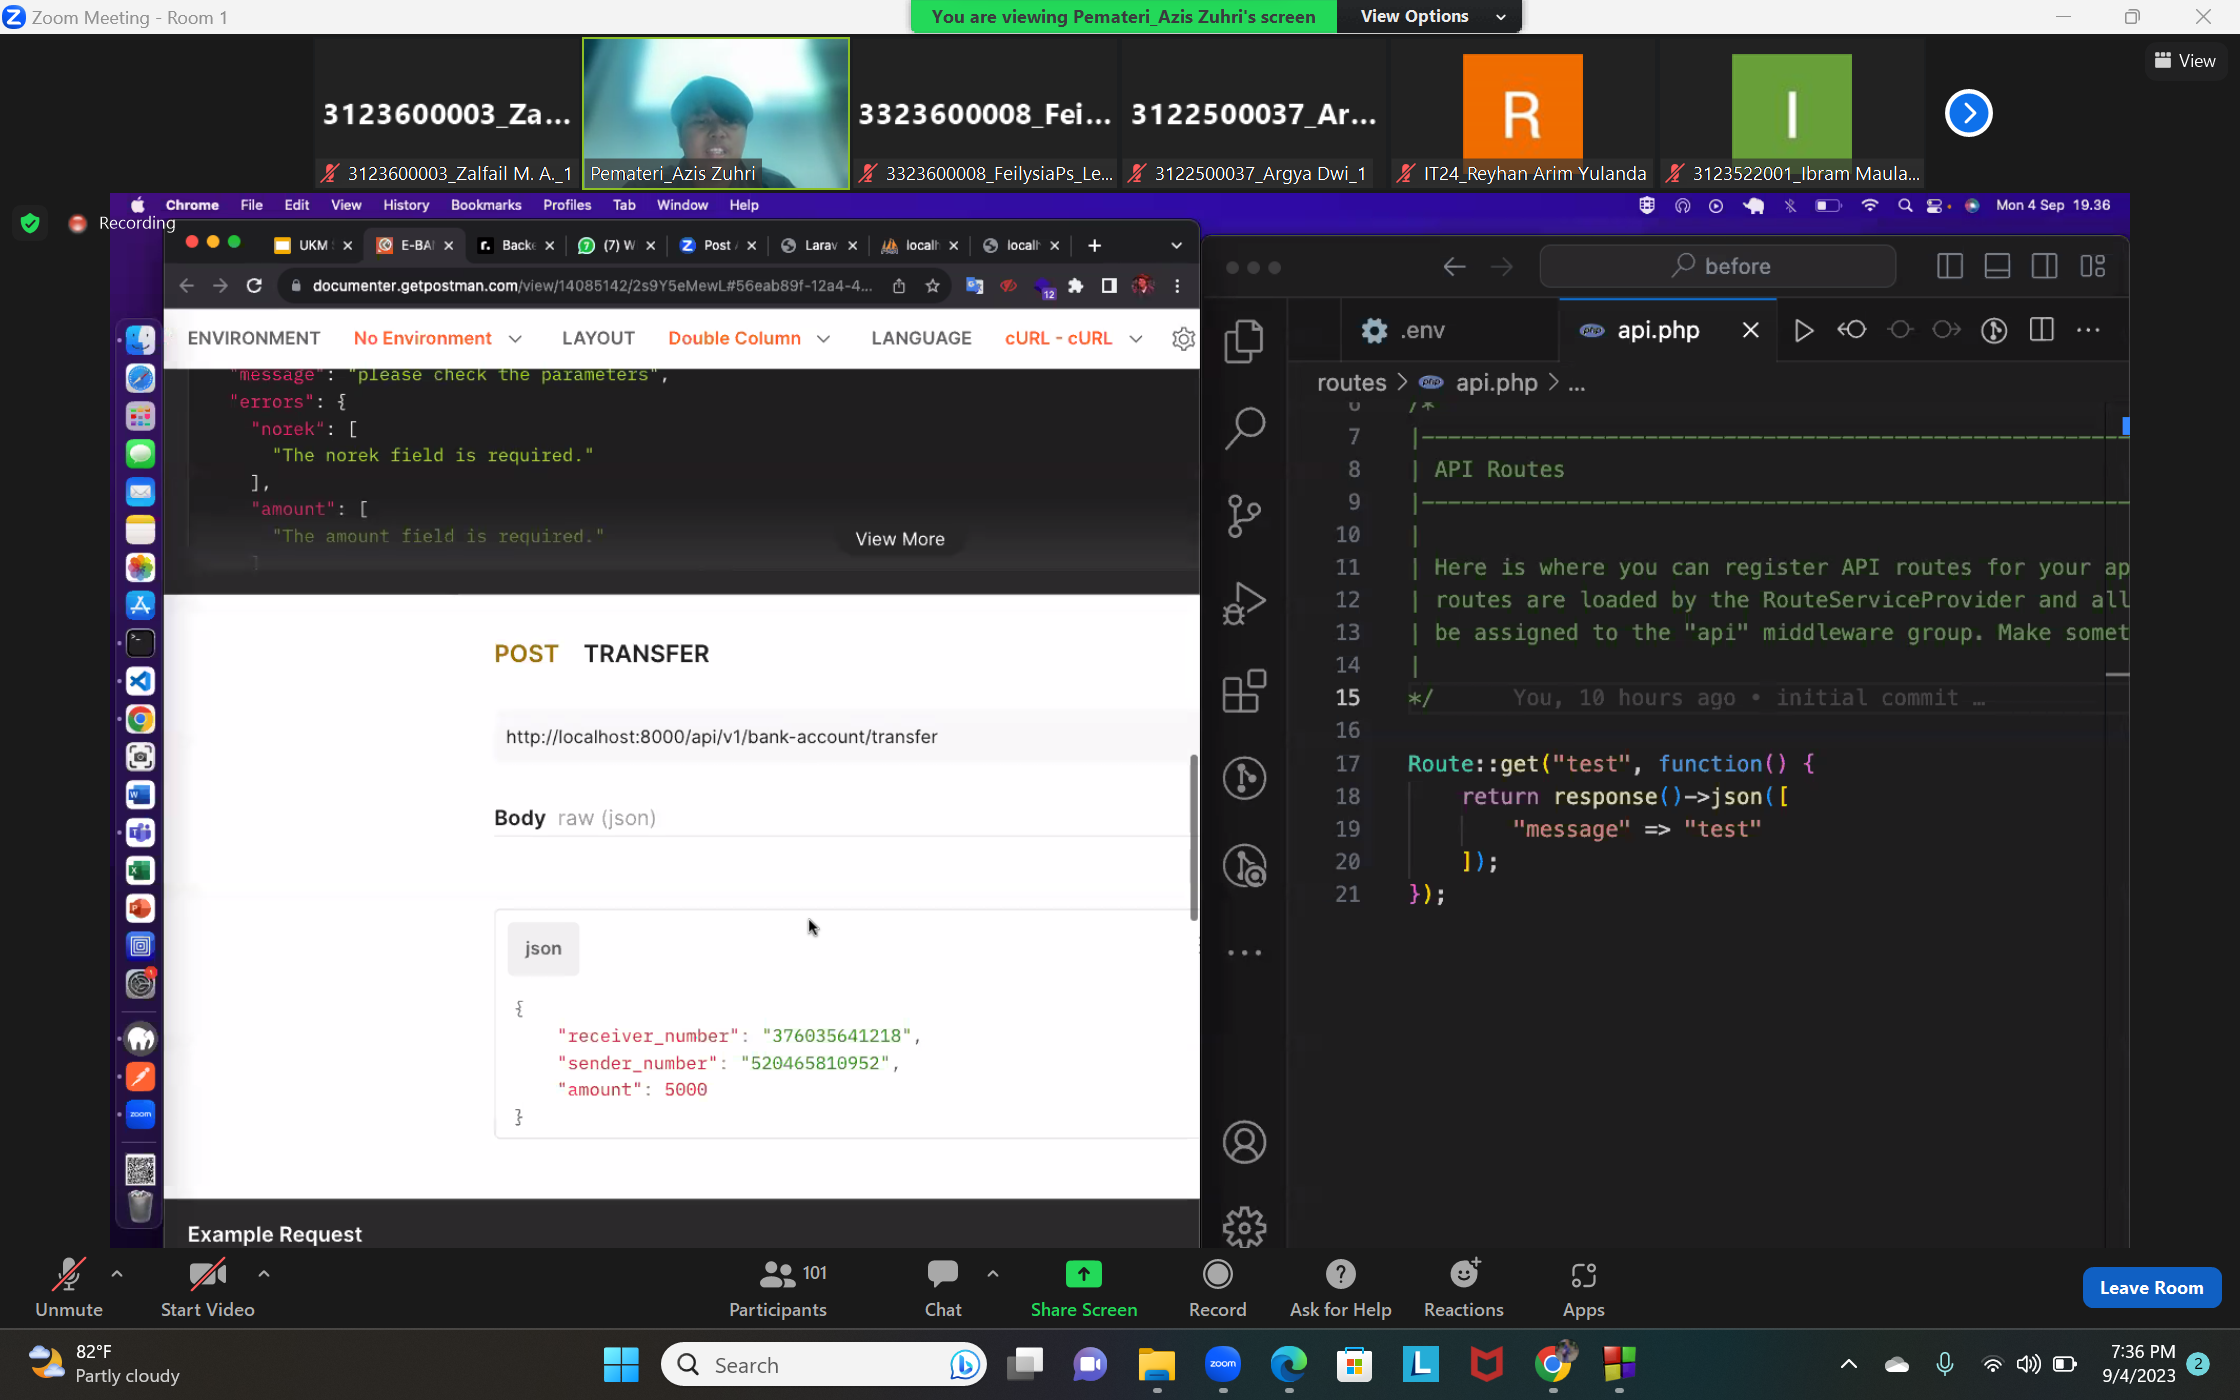 Zoom Meeting - Room 1
You are viewing Pemateri_Azis Zuhri's screen
View Options
View
3123600003_Za...
3323600008_Fei...
3122500037_Ar...
R
I
3123600003_Zalfail M. A._1
Pemateri_Azis Zuhri
3323600008_FeilysiaPs_Le...
3122500037_Argya Dwi_1
IT24_Reyhan Arim Yulanda
3123522001_Ibram Maula...
Recording
Chrome File Edit View History Bookmarks Profiles Tab Window Help
Mon 4 Sep 19.36
UKM
E-BA
Backe
(7) W
Post
Larav
localh
localh
documenter.getpostman.com/view/14085142/2s9Y5eMewL#56eab89f-12a4-4...
12
ENVIRONMENT No Environment LAYOUT Double Column LANGUAGE cURL - cURL
"message": "please check the parameters",
"errors": {
"norek": [
"The norek field is required."
],
"amount": [
"The amount field is required."
]
View More
POST TRANSFER
http://localhost:8000/api/v1/bank-account/transfer
Body raw (json)
json
{
"receiver_number": "376035641218",
"sender_number": "520465810952",
"amount": 5000
}
Example Request
before
.env
api.php
routes > api.php > ...
6 /*
7 |--------------------------------------------------------------------------
8 | API Routes
9 |--------------------------------------------------------------------------
10 |
11 | Here is where you can register API routes for your ap
12 | routes are loaded by the RouteServiceProvider and all
13 | be assigned to the "api" middleware group. Make somet
14 |
15 */ You, 10 hours ago • initial commit …
16
17 Route::get("test", function() {
18 return response()->json([
19 "message" => "test"
20 ]);
21 });
zoom
Unmute
Start Video
101
Participants
Chat
Share Screen
Record
Ask for Help
Reactions
Apps
Leave Room
82°F
Partly cloudy
Search
zoom
L
7:36 PM
9/4/2023
2